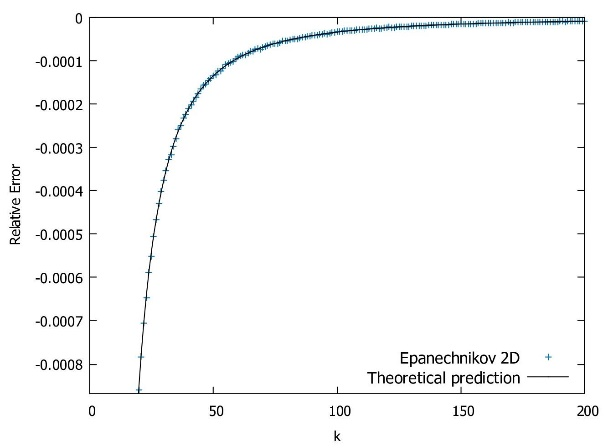 0
-0.0001
-0.0002
-0.0003
-0.0004
-0.0005
-0.0006
-0.0007
-0.0008
Relative Error
Epanechnikov 2D
Theoretical prediction
0 50 100 150 200
k